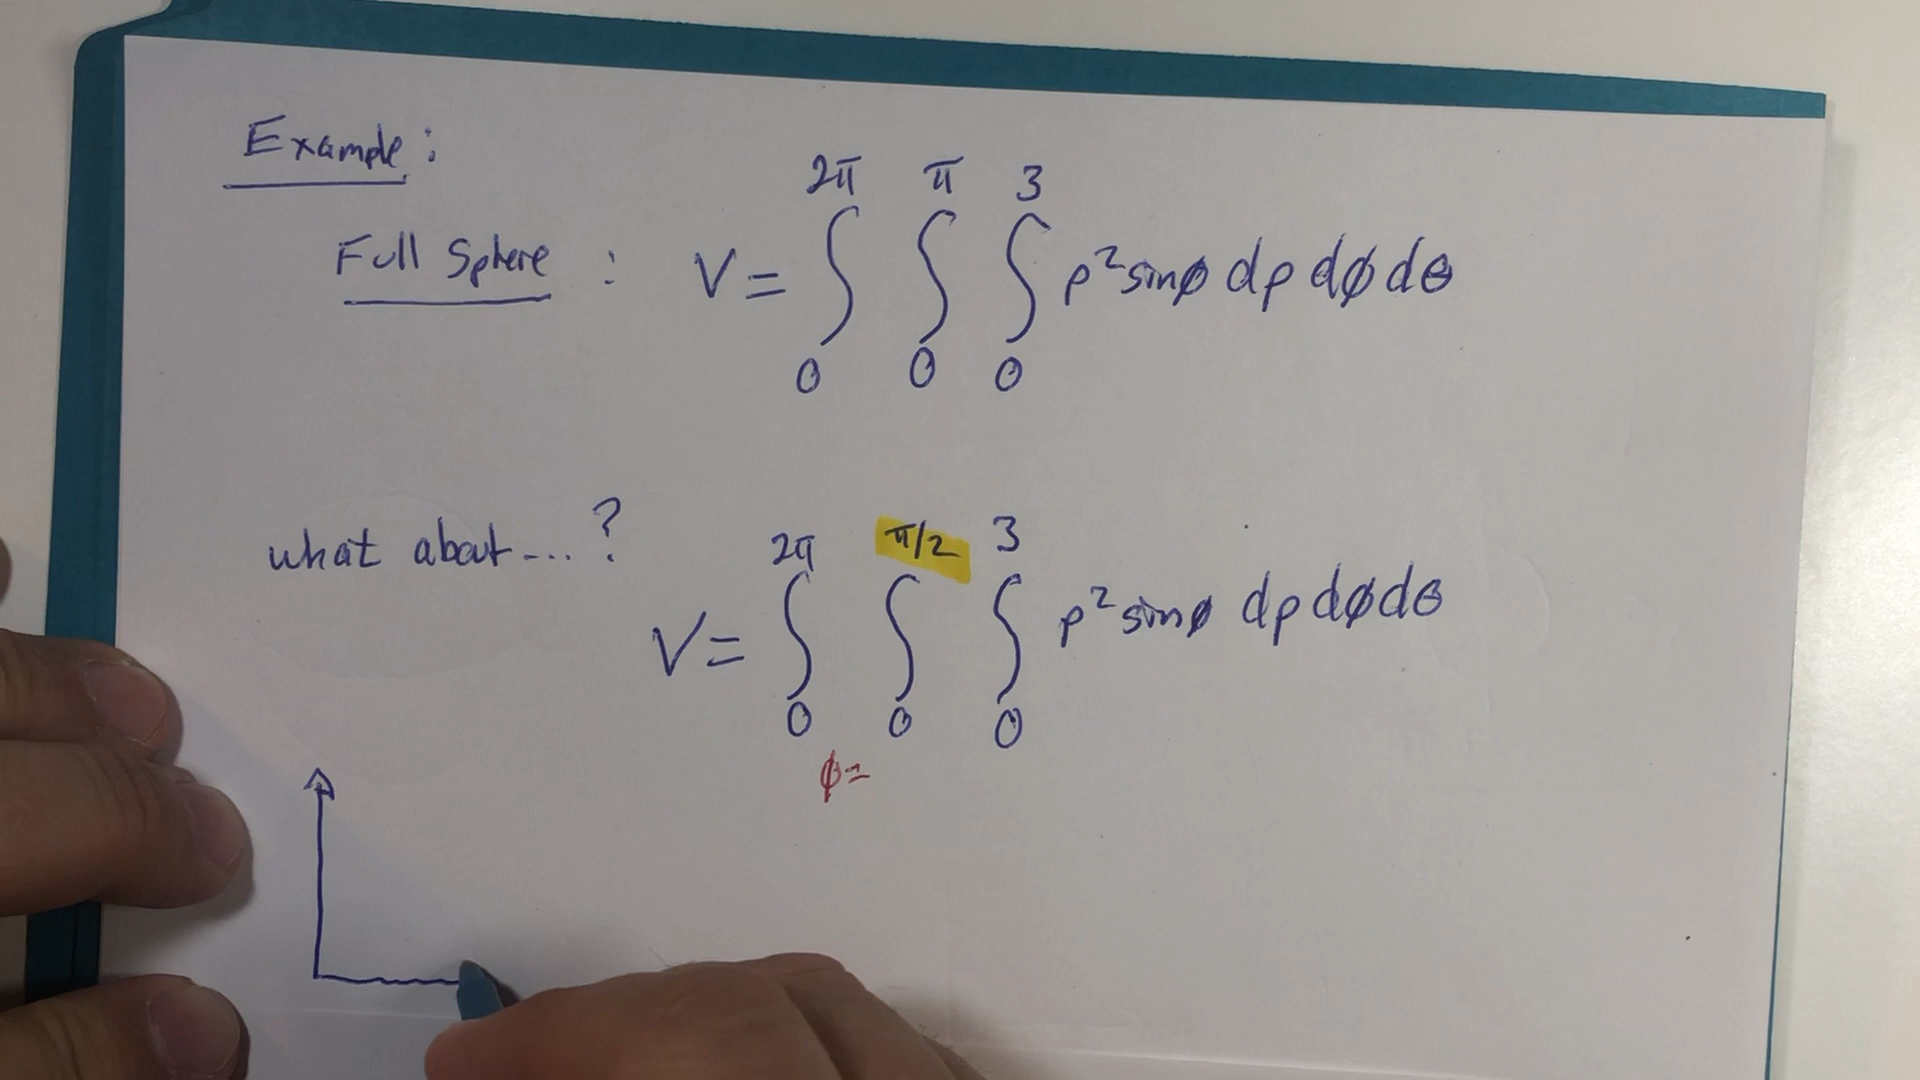 Example:
Full Sphere : V = ∫₀^2π ∫₀^π ∫₀^3 ρ² sinϕ dρ dϕ dθ
what about....?
V = ∫₀^2π ∫₀^π/2 ∫₀^3 ρ² sinϕ dρ dϕ dθ
ϕ=